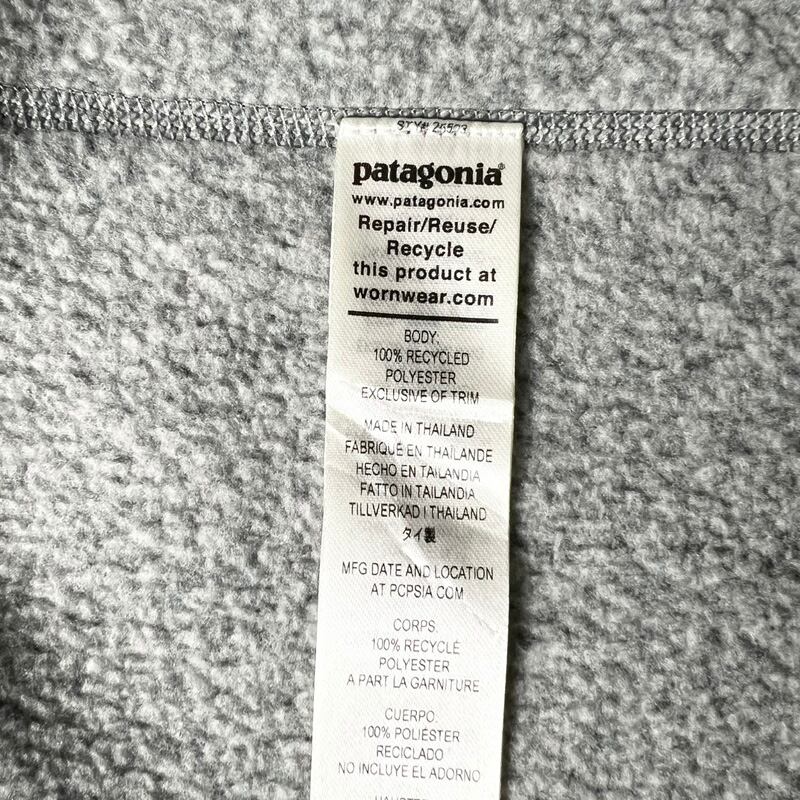 STY# 26523
patagonia®
www.patagonia.com
Repair/Reuse/
Recycle
this product at
wornwear.com
BODY:
100% RECYCLED
POLYESTER
EXCLUSIVE OF TRIM
MADE IN THAILAND
FABRIQUÉ EN THAÏLANDE
HECHO EN TAILANDIA
FATTO IN TAILANDIA
TILLVERKAD I THAILAND
タイ製
MFG DATE AND LOCATION
AT PCPSIA.COM
CORPS.
100% RECYCLÉ
POLYESTER
A PART LA GARNITURE
CUERPO.
100% POLIÉSTER
RECICLADO
NO INCLUYE EL ADORNO